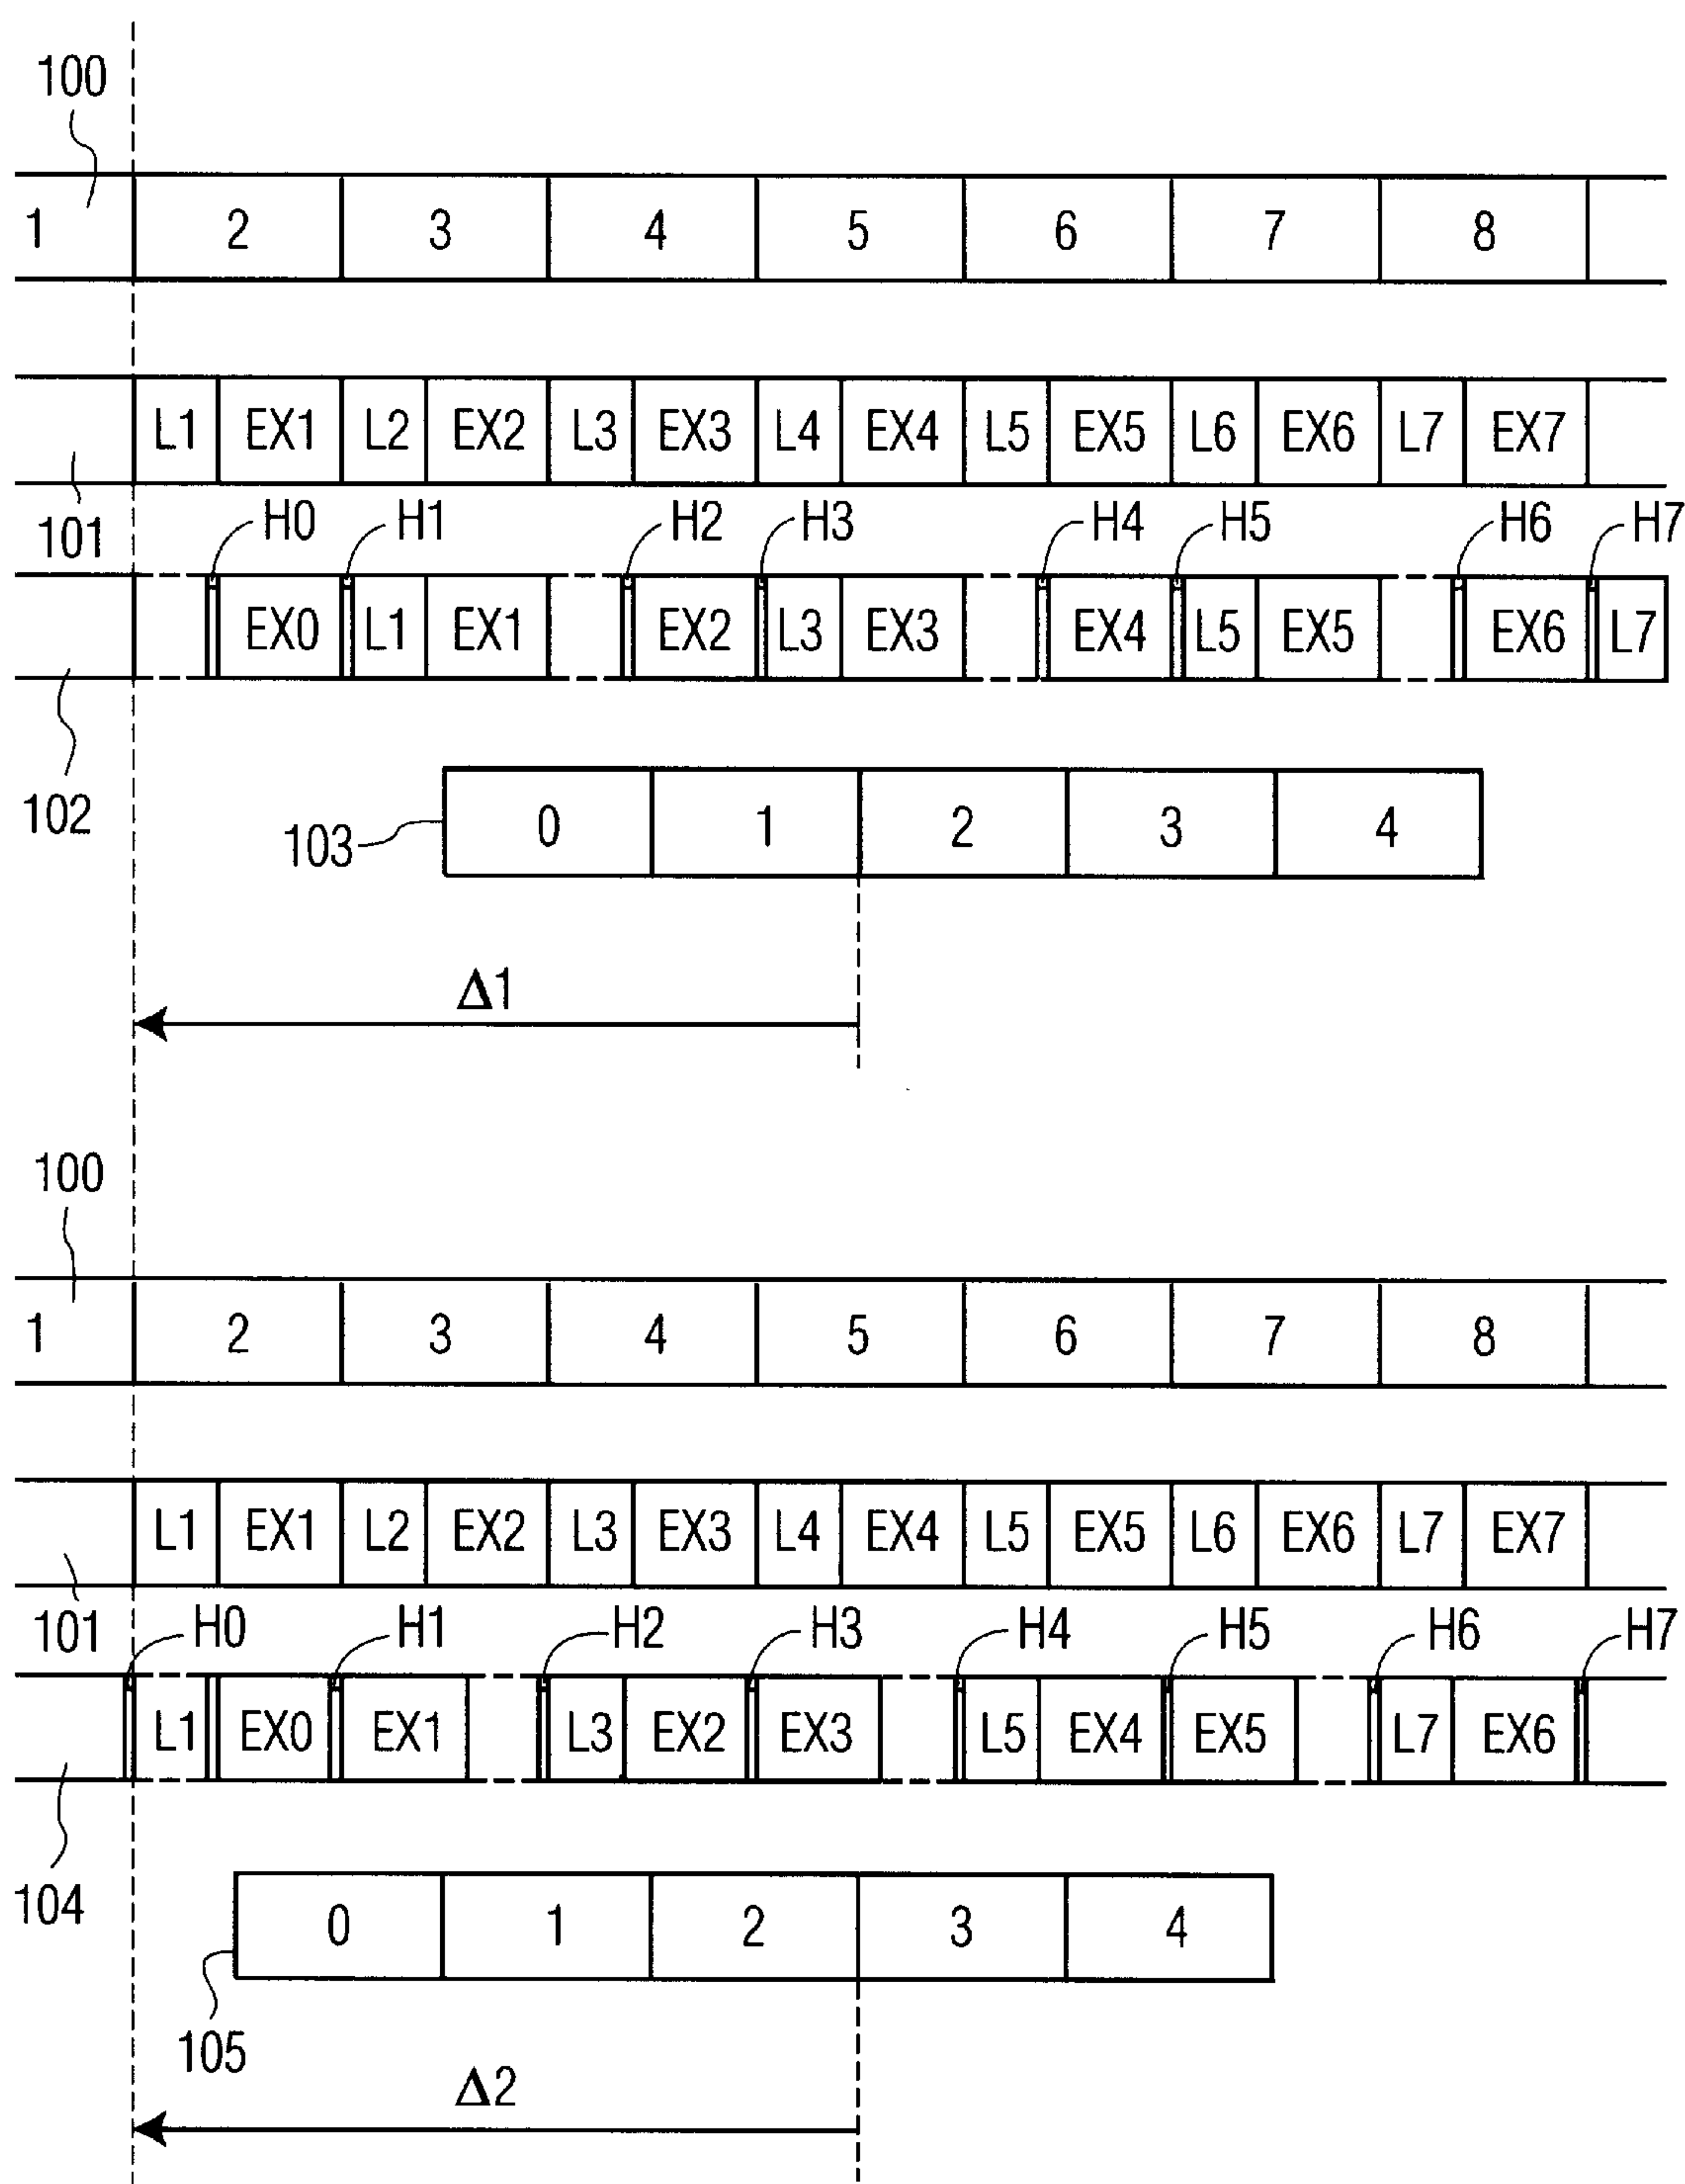 100
1 2 3 4 5 6 7 8
L1 EX1 L2 EX2 L3 EX3 L4 EX4 L5 EX5 L6 EX6 L7 EX7
101 H0 H1 H2 H3 H4 H5 H6 H7
EX0 L1 EX1 EX2 L3 EX3 EX4 L5 EX5 EX6 L7
102
103 0 1 2 3 4
Δ1
100
1 2 3 4 5 6 7 8
L1 EX1 L2 EX2 L3 EX3 L4 EX4 L5 EX5 L6 EX6 L7 EX7
101 H0 H1 H2 H3 H4 H5 H6 H7
L1 EX0 EX1 L3 EX2 EX3 L5 EX4 EX5 L7 EX6
104
0 1 2 3 4
105
Δ2